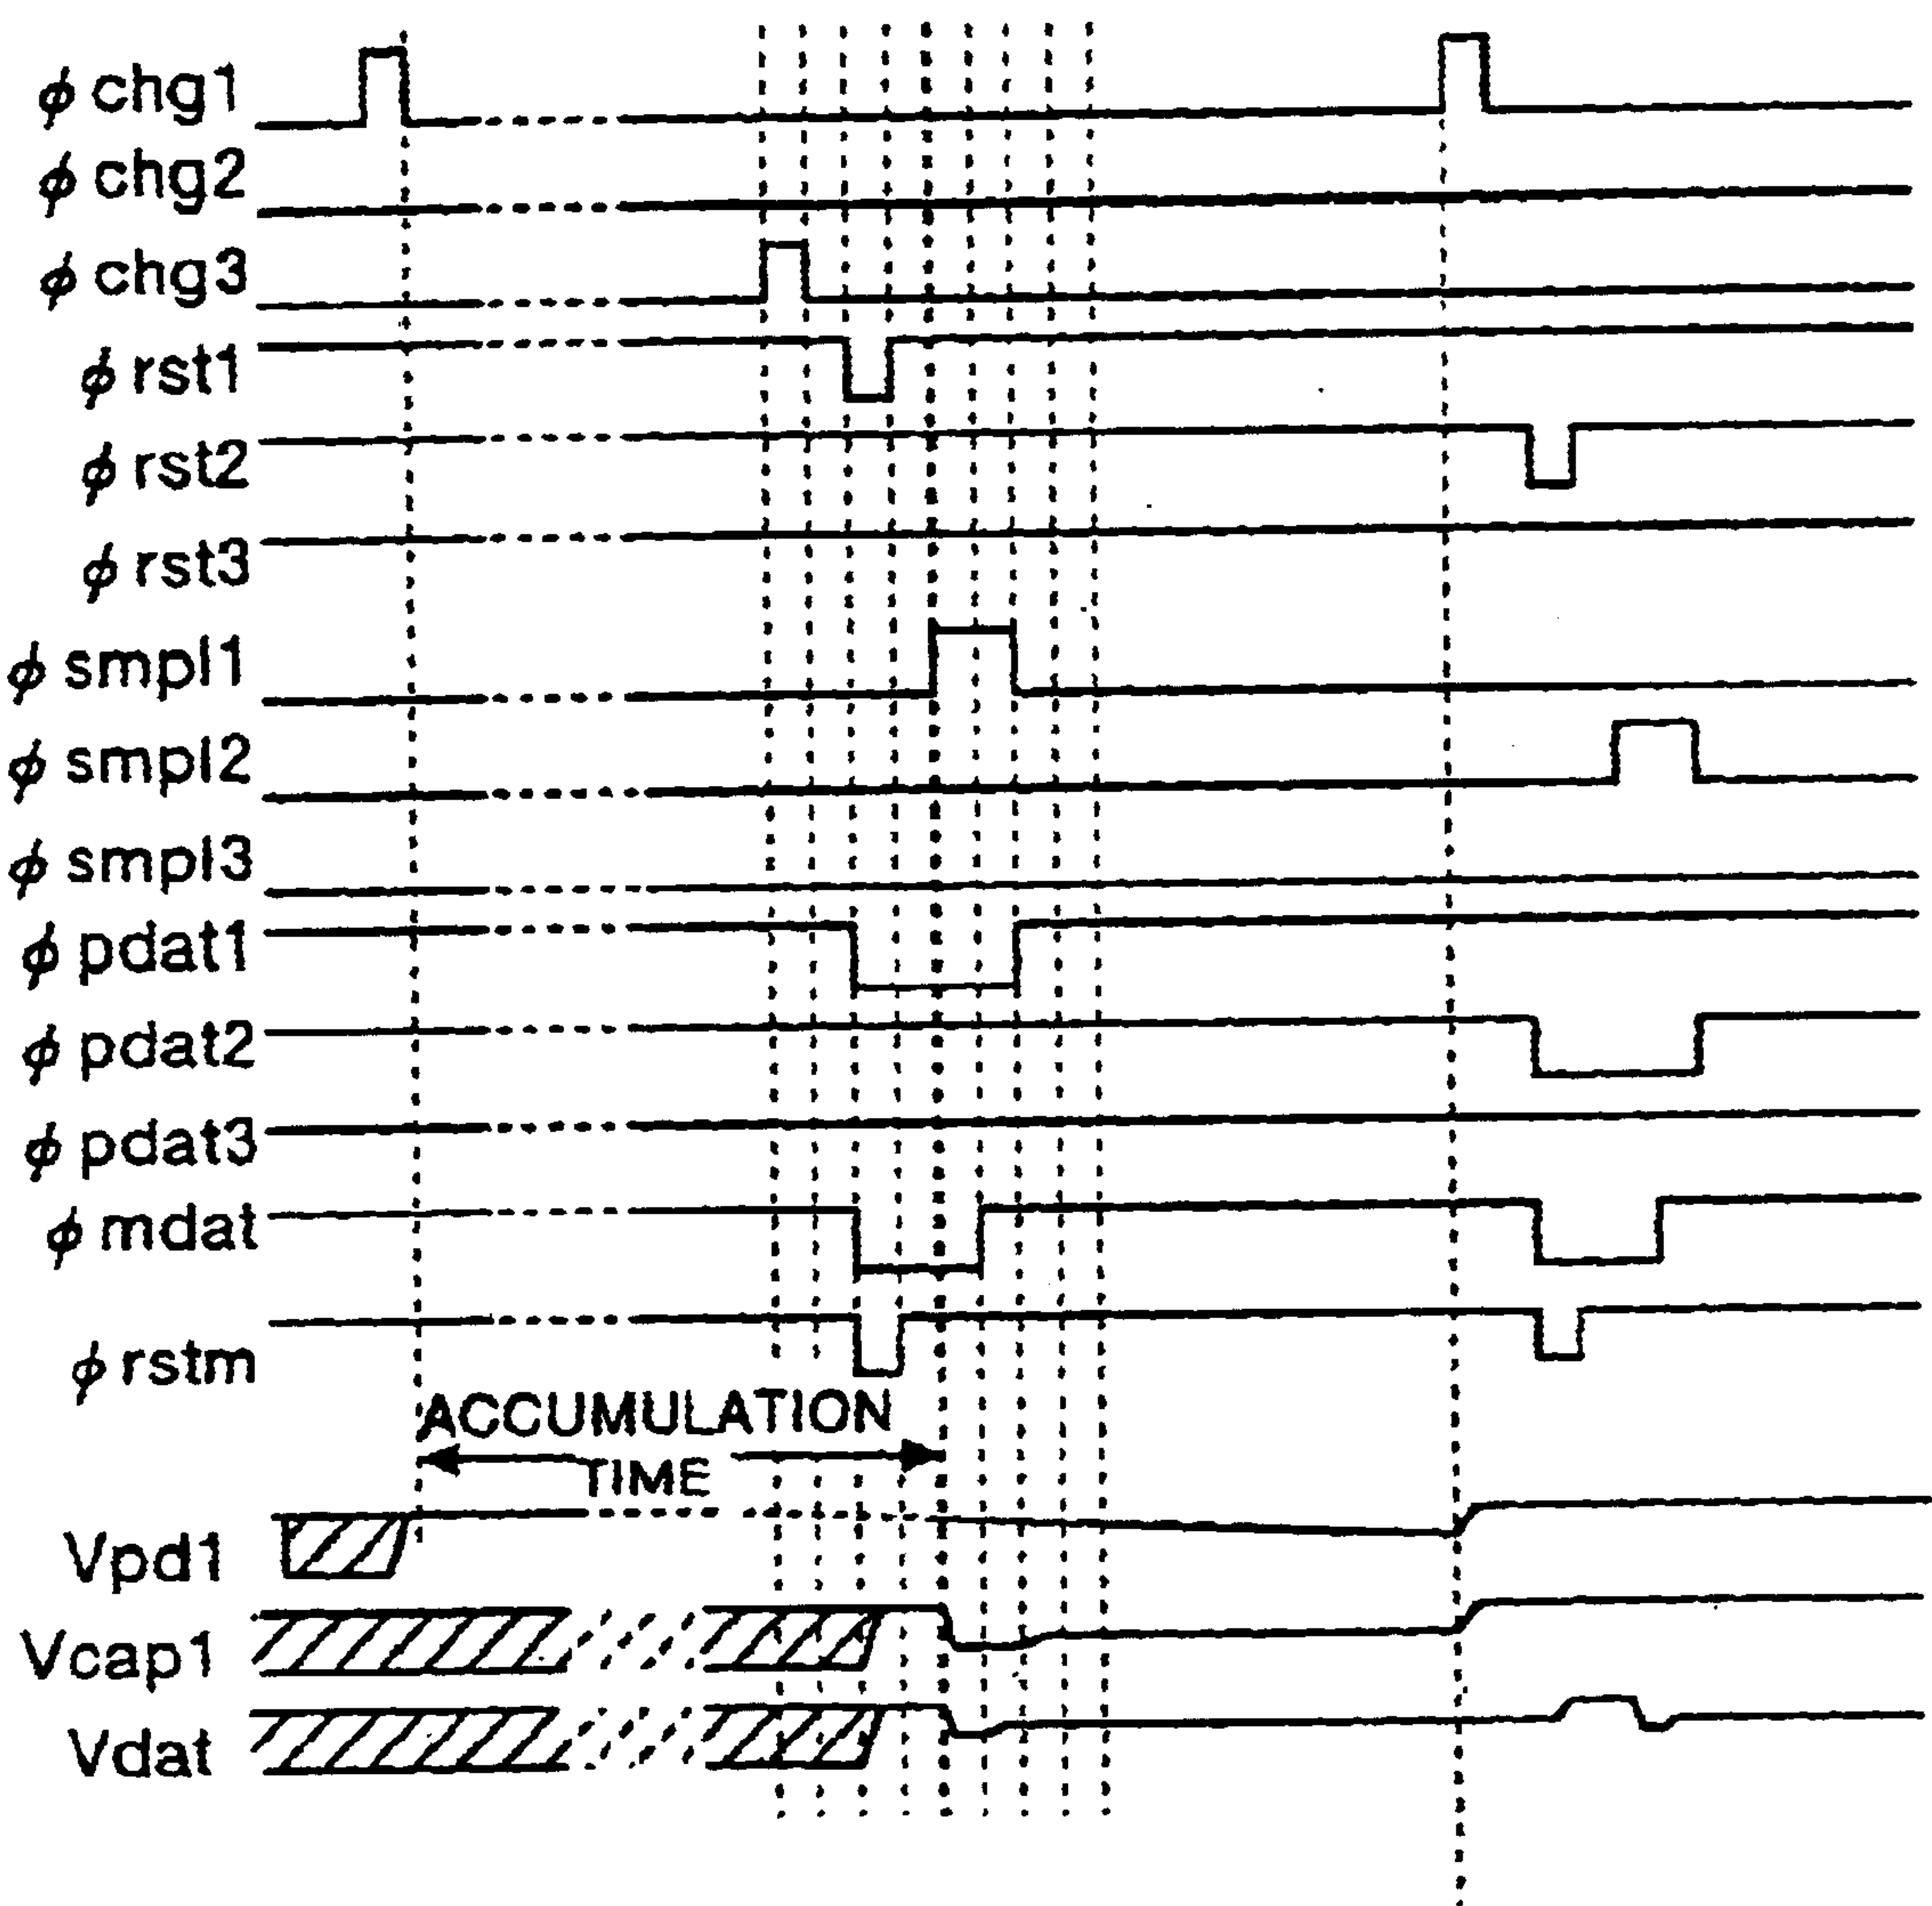 ϕ chg1
ϕ chg2
ϕ chg3
ϕ rst1
ϕ rst2
ϕ rst3
ϕ smpl1
ϕ smpl2
ϕ smpl3
ϕ pdat1
ϕ pdat2
ϕ pdat3
ϕ mdat
ϕ rstm
ACCUMULATION
TIME
Vpd1
Vcap1
Vdat